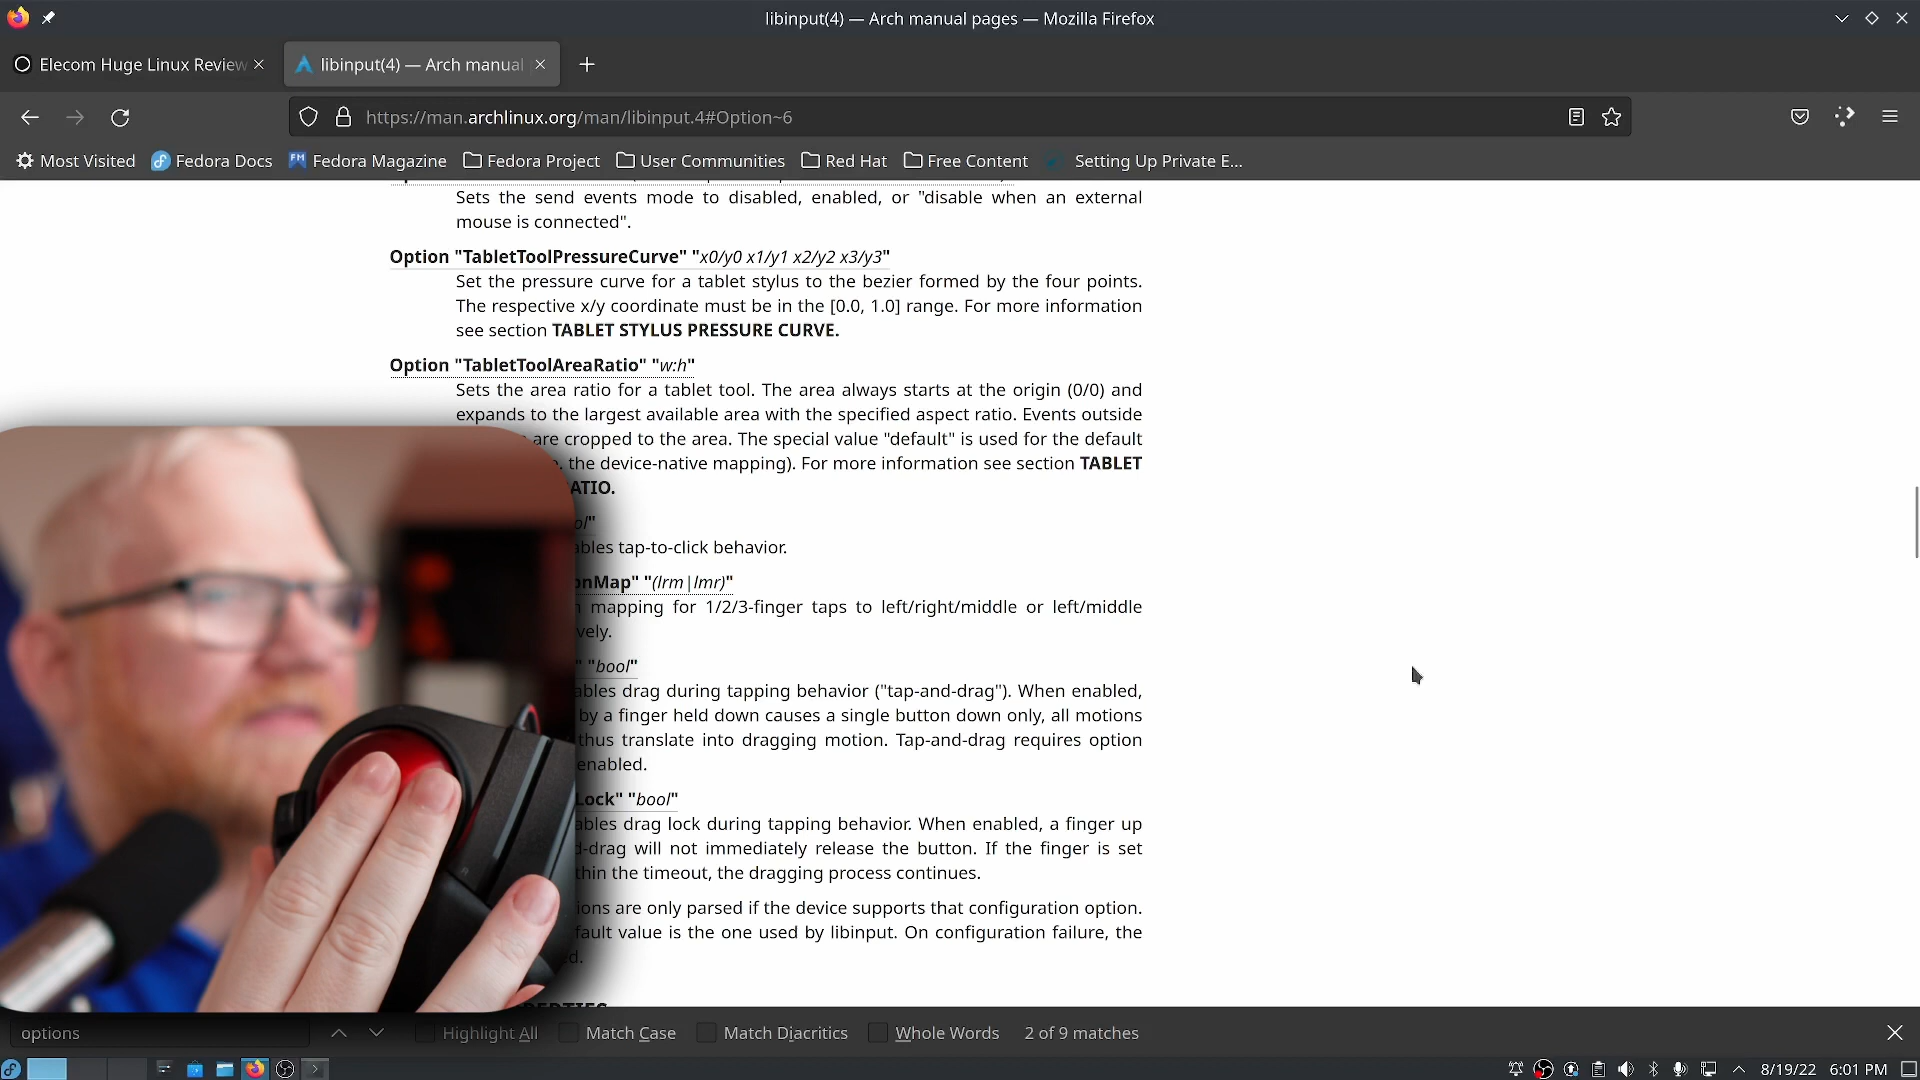 libinput(4) — Arch manual pages — Mozilla Firefox
Elecom Huge Linux Review
libinput(4) — Arch manual
https://man.archlinux.org/man/libinput.4#Option~6
Most Visited
Fedora Docs
FM Fedora Magazine
Fedora Project
User Communities
Red Hat
Free Content
Setting Up Private E...
Sets the send events mode to disabled, enabled, or "disable when an external
mouse is connected".
Option "TabletToolPressureCurve" "x0/y0 x1/y1 x2/y2 x3/y3"
Set the pressure curve for a tablet stylus to the bezier formed by the four points.
The respective x/y coordinate must be in the [0.0, 1.0] range. For more information
see section TABLET STYLUS PRESSURE CURVE.
Option "TabletToolAreaRatio" "w:h"
Sets the area ratio for a tablet tool. The area always starts at the origin (0/0) and
expands to the largest available area with the specified aspect ratio. Events outside
are cropped to the area. The special value "default" is used for the default
the device-native mapping). For more information see section TABLET
ATIO.
ol"
ables tap-to-click behavior.
onMap" "(lrm|lmr)"
mapping for 1/2/3-finger taps to left/right/middle or left/middle
vely.
" "bool"
ables drag during tapping behavior ("tap-and-drag"). When enabled,
by a finger held down causes a single button down only, all motions
thus translate into dragging motion. Tap-and-drag requires option
enabled.
Lock" "bool"
ables drag lock during tapping behavior. When enabled, a finger up
d-drag will not immediately release the button. If the finger is set
thin the timeout, the dragging process continues.
ions are only parsed if the device supports that configuration option.
fault value is the one used by libinput. On configuration failure, the
d.
options
Highlight All
Match Case
Match Diacritics
Whole Words
2 of 9 matches
8/19/22 6:01 PM